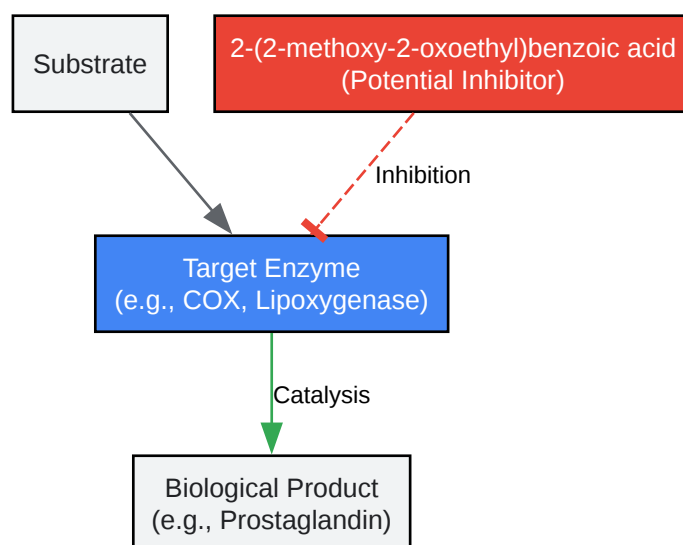 Substrate
2-(2-methoxy-2-oxoethyl)benzoic acid
(Potential Inhibitor)
Inhibition
Target Enzyme
(e.g., COX, Lipoxygenase)
Catalysis
Biological Product
(e.g., Prostaglandin)